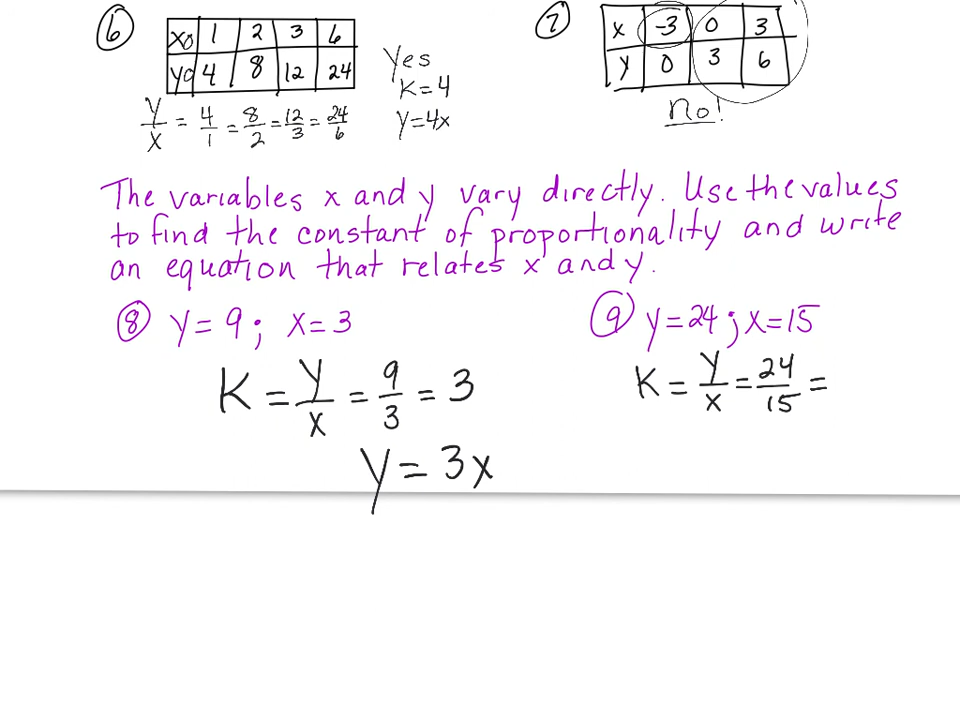 6
x 0 1 2 3 6
y 0 4 8 12 24
y/x = 4/1 = 8/2 = 12/3 = 24/6
Yes
K=4
y=4x
7
x -3 0 3
y 0 3 6
no!
The variables x and y vary directly. Use the values
to find the constant of proportionality and write
an equation that relates x and y.
8 y=9; x=3
K = y/x = 9/3 = 3
y = 3x
9 y=24; x=15
K = y/x = 24/15 =